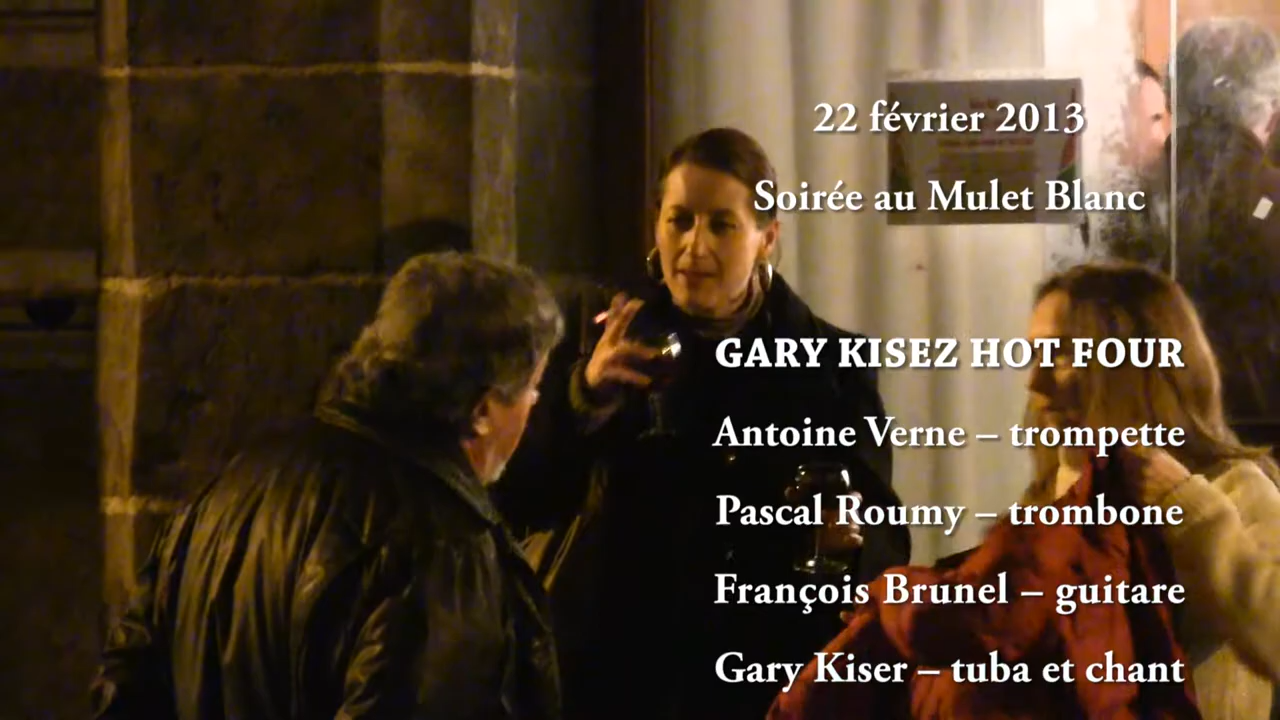 22 février 2013
Soirée au Mulet Blanc
GARY KISEZ HOT FOUR
Antoine Verne – trompette
Pascal Roumy – trombone
François Brunel – guitare
Gary Kiser – tuba et chant